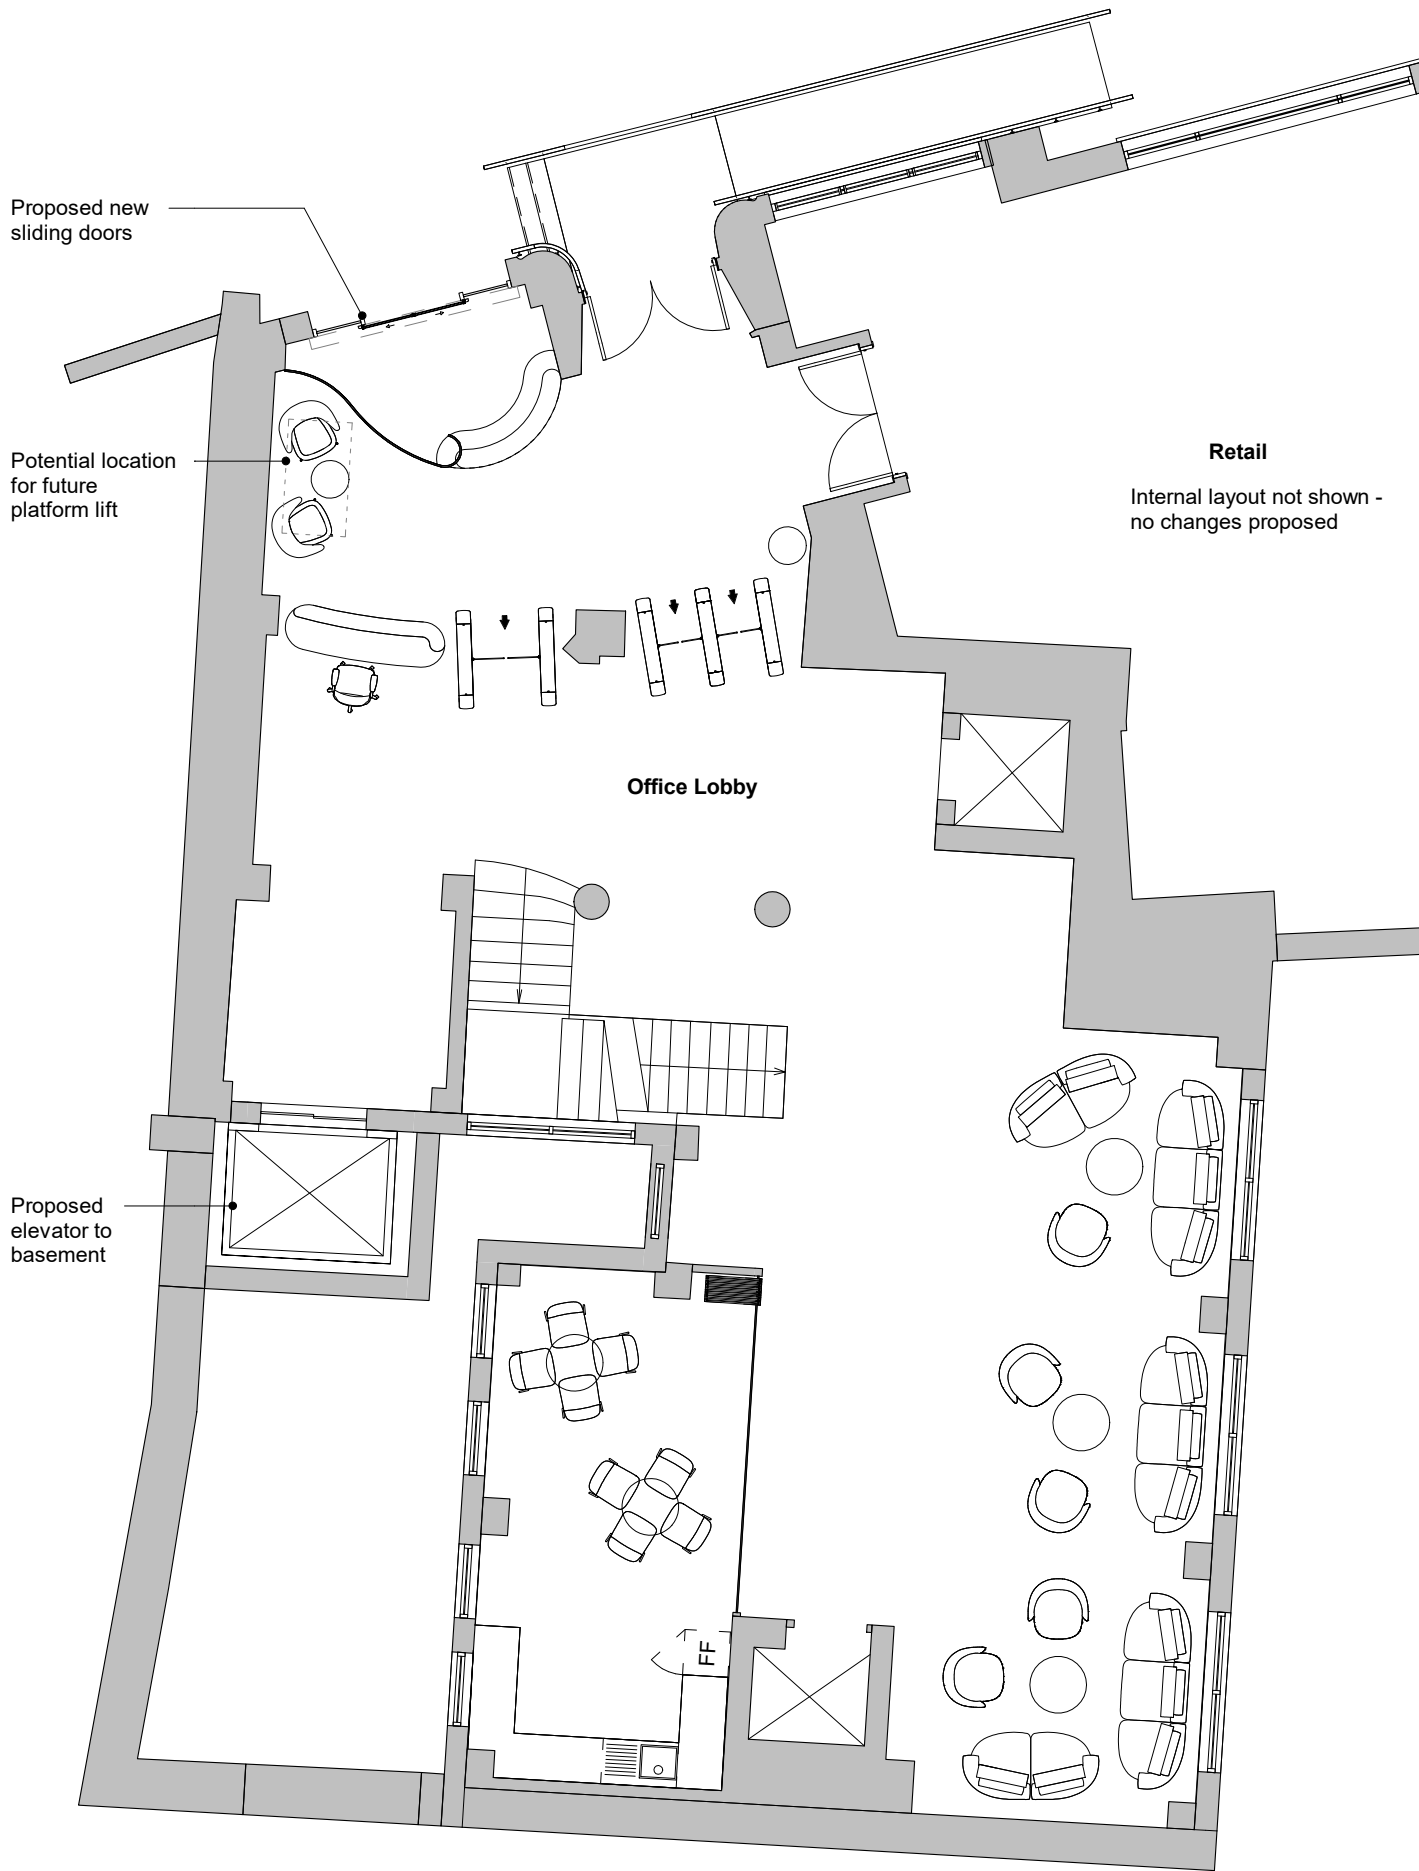 Proposed new
sliding doors
Potential location
for future
platform lift
Retail
Internal layout not shown -
no changes proposed
Office Lobby
Proposed
elevator to
basement
FF